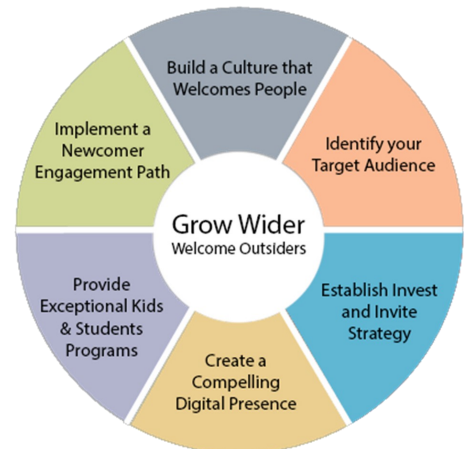 Build a Culture that
Welcomes People
Identify your
Target Audience
Establish Invest
and Invite
Strategy
Create a
Compelling
Digital Presence
Provide
Exceptional Kids
& Students
Programs
Implement a
Newcomer
Engagement Path
Grow Wider
Welcome Outsiders